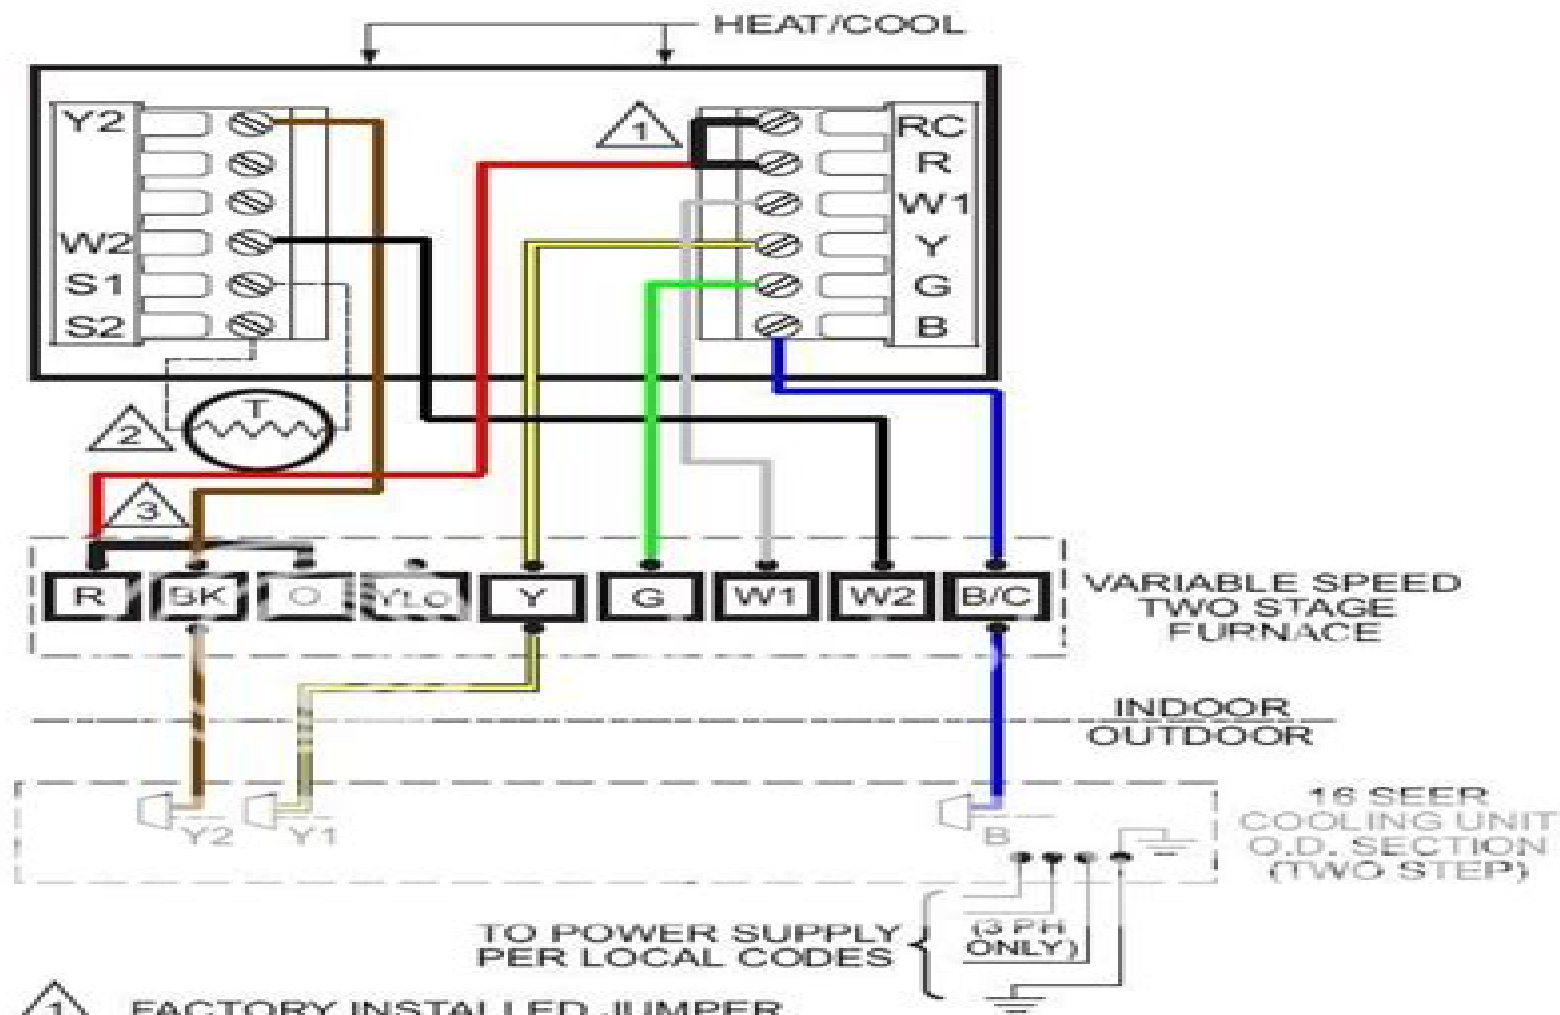 HEAT/COOL
Y2
W2
S1
S2
1
RC
R
W1
Y
G
B
T
2
3
R
BK
O
YLO
Y
G
W1
W2
B/C
VARIABLE SPEED
TWO STAGE
FURNACE
INDOOR
OUTDOOR
Y2
Y1
B
16 SEER
COOLING UNIT
O.D. SECTION
(TWO STEP)
TO POWER SUPPLY
PER LOCAL CODES
(3 PH
ONLY)
1 FACTORY INSTALLED JUMPER